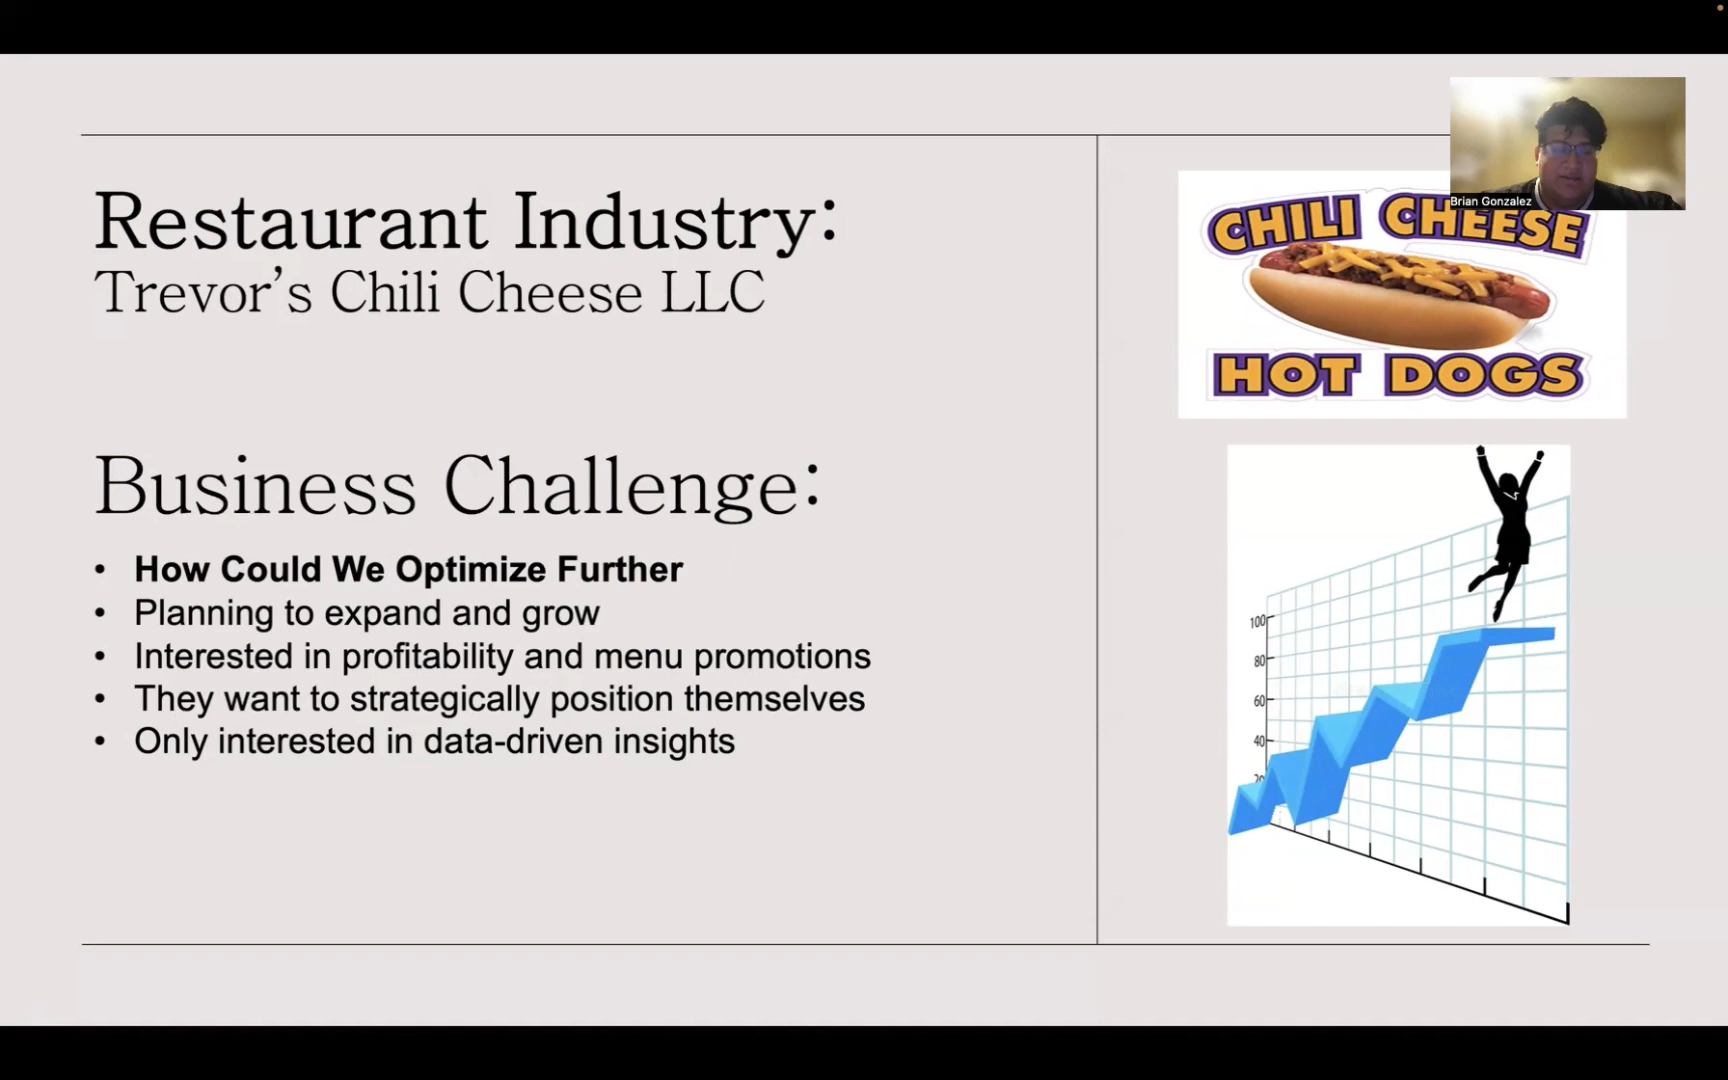 Restaurant Industry:
Trevor's Chili Cheese LLC
Business Challenge:
• How Could We Optimize Further
• Planning to expand and grow
• Interested in profitability and menu promotions
• They want to strategically position themselves
• Only interested in data-driven insights
Brian Gonzalez
CHILI CHEESE
HOT DOGS
100
80
60
40
20